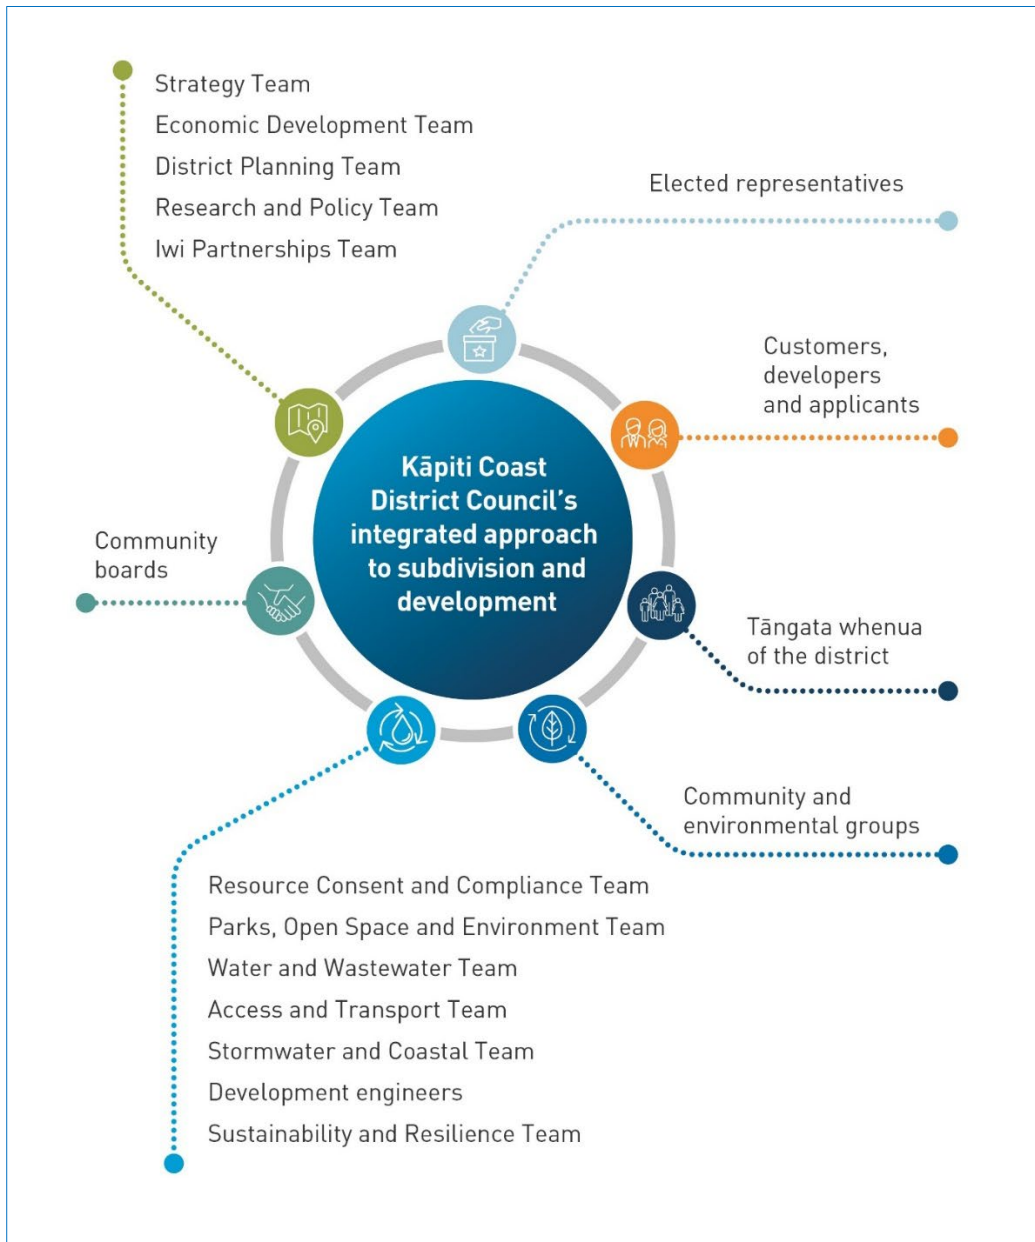 Strategy Team
Economic Development Team
District Planning Team
Research and Policy Team
Iwi Partnerships Team
Elected representatives
Customers,
developers
and applicants
Kāpiti Coast
District Council’s
integrated approach
to subdivision and
development
Community
boards
Tāngata whenua
of the district
Community and
environmental groups
Resource Consent and Compliance Team
Parks, Open Space and Environment Team
Water and Wastewater Team
Access and Transport Team
Stormwater and Coastal Team
Development engineers
Sustainability and Resilience Team